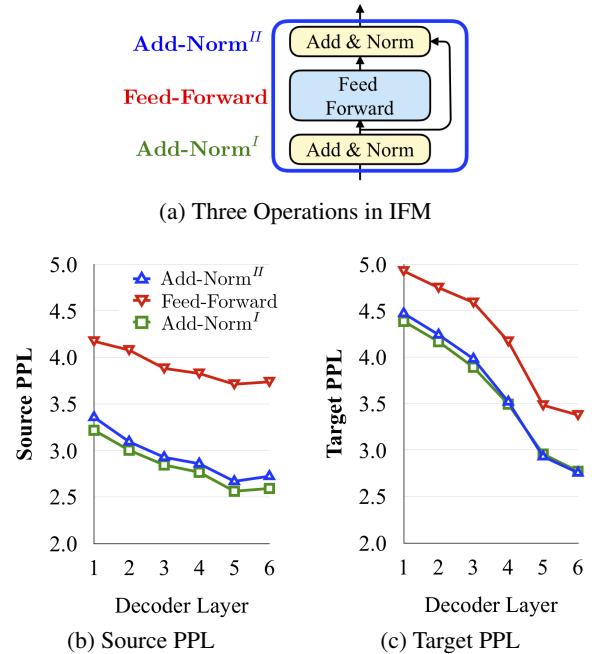 Add-Norm^II
Add & Norm
Feed-Forward
Feed
Forward
Add-Norm^I
Add & Norm
(a) Three Operations in IFM
Source PPL
5.0
4.5
4.0
3.5
3.0
2.5
2.0
Add-Norm^II
Feed-Forward
Add-Norm^I
1 2 3 4 5 6
Decoder Layer
(b) Source PPL
Target PPL
5.0
4.5
4.0
3.5
3.0
2.5
2.0
1 2 3 4 5 6
Decoder Layer
(c) Target PPL